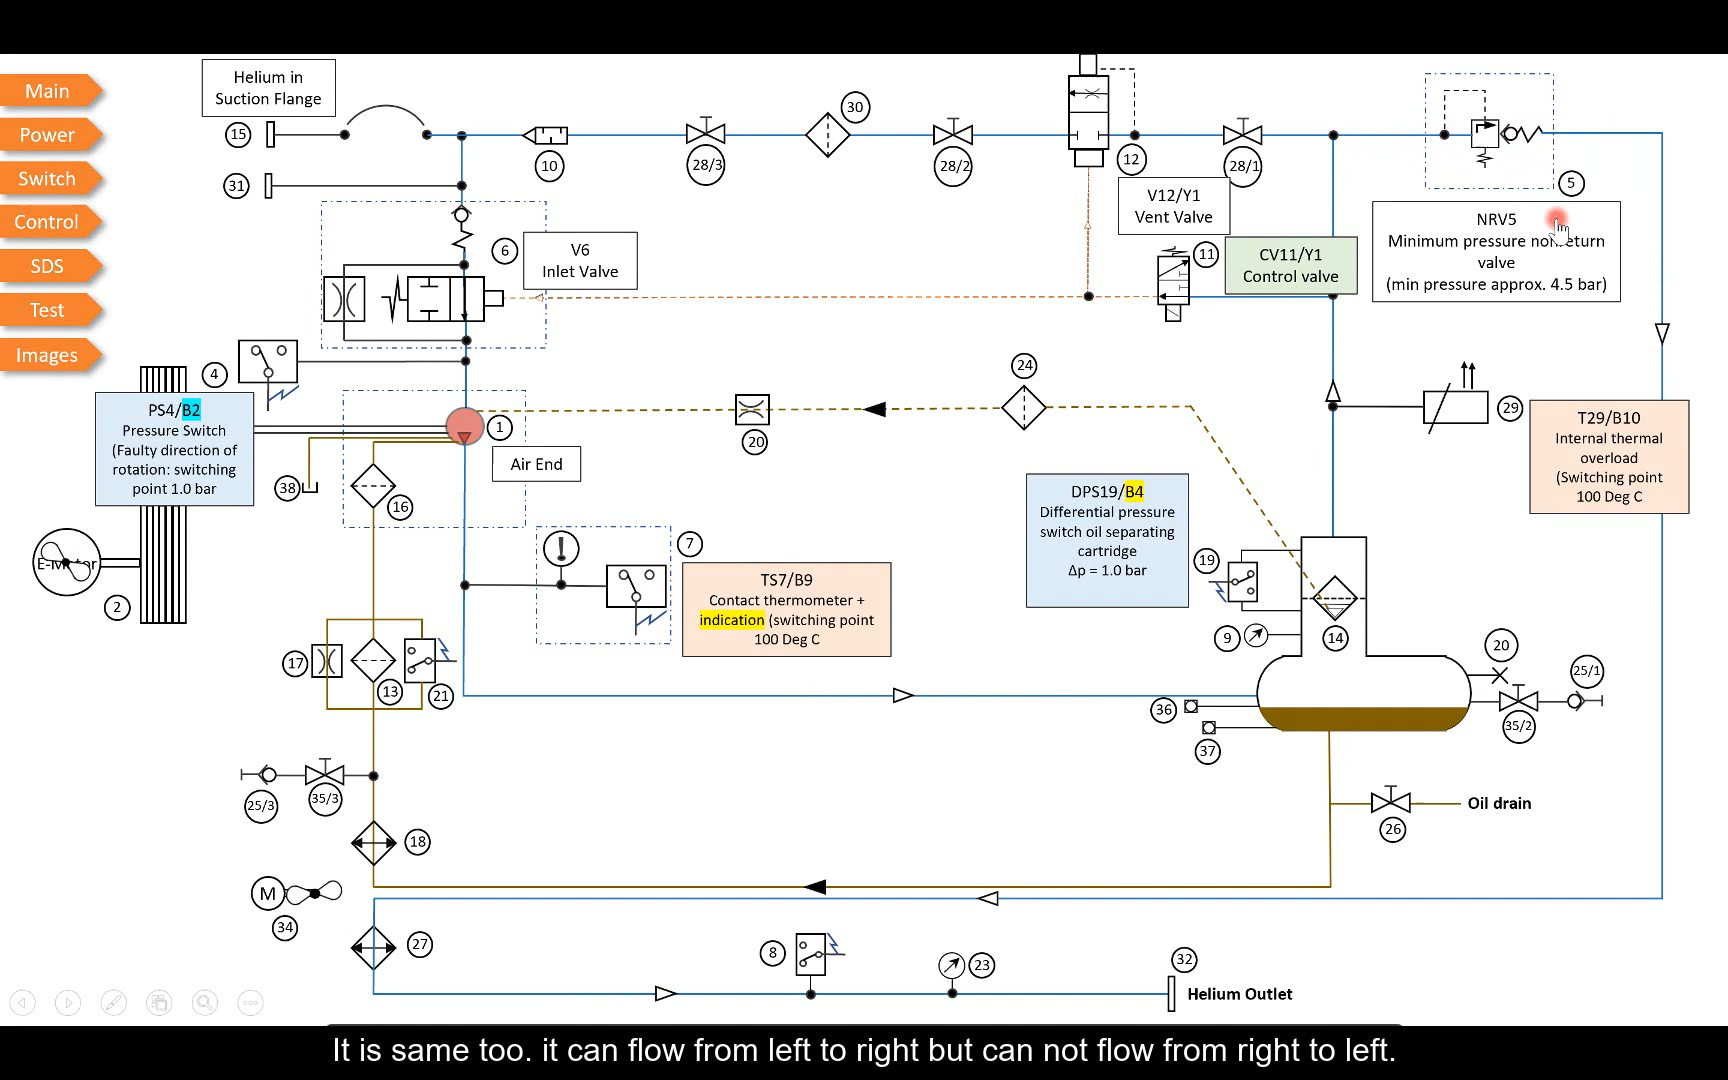 Main
Power
Switch
Control
SDS
Test
Images
Helium in
Suction Flange
15
31
10
28/3
30
28/2
12
28/1
5
V12/Y1
Vent Valve
NRV5
Minimum pressure non return
valve
(min pressure approx. 4.5 bar)
6
V6
Inlet Valve
11
CV11/Y1
Control valve
4
PS4/B2
Pressure Switch
(Faulty direction of
rotation: switching
point 1.0 bar
1
Air End
20
24
29
T29/B10
Internal thermal
overload
(Switching point
100 Deg C
38
16
DPS19/B4
Differential pressure
switch oil separating
cartridge
Δp = 1.0 bar
7
TS7/B9
Contact thermometer +
indication (switching point
100 Deg C
2
19
9
14
20
25/1
35/2
17
13
21
36
37
25/3
35/3
Oil drain
26
18
M
34
27
8
23
32
Helium Outlet
It is same too. it can flow from left to right but can not flow from right to left.